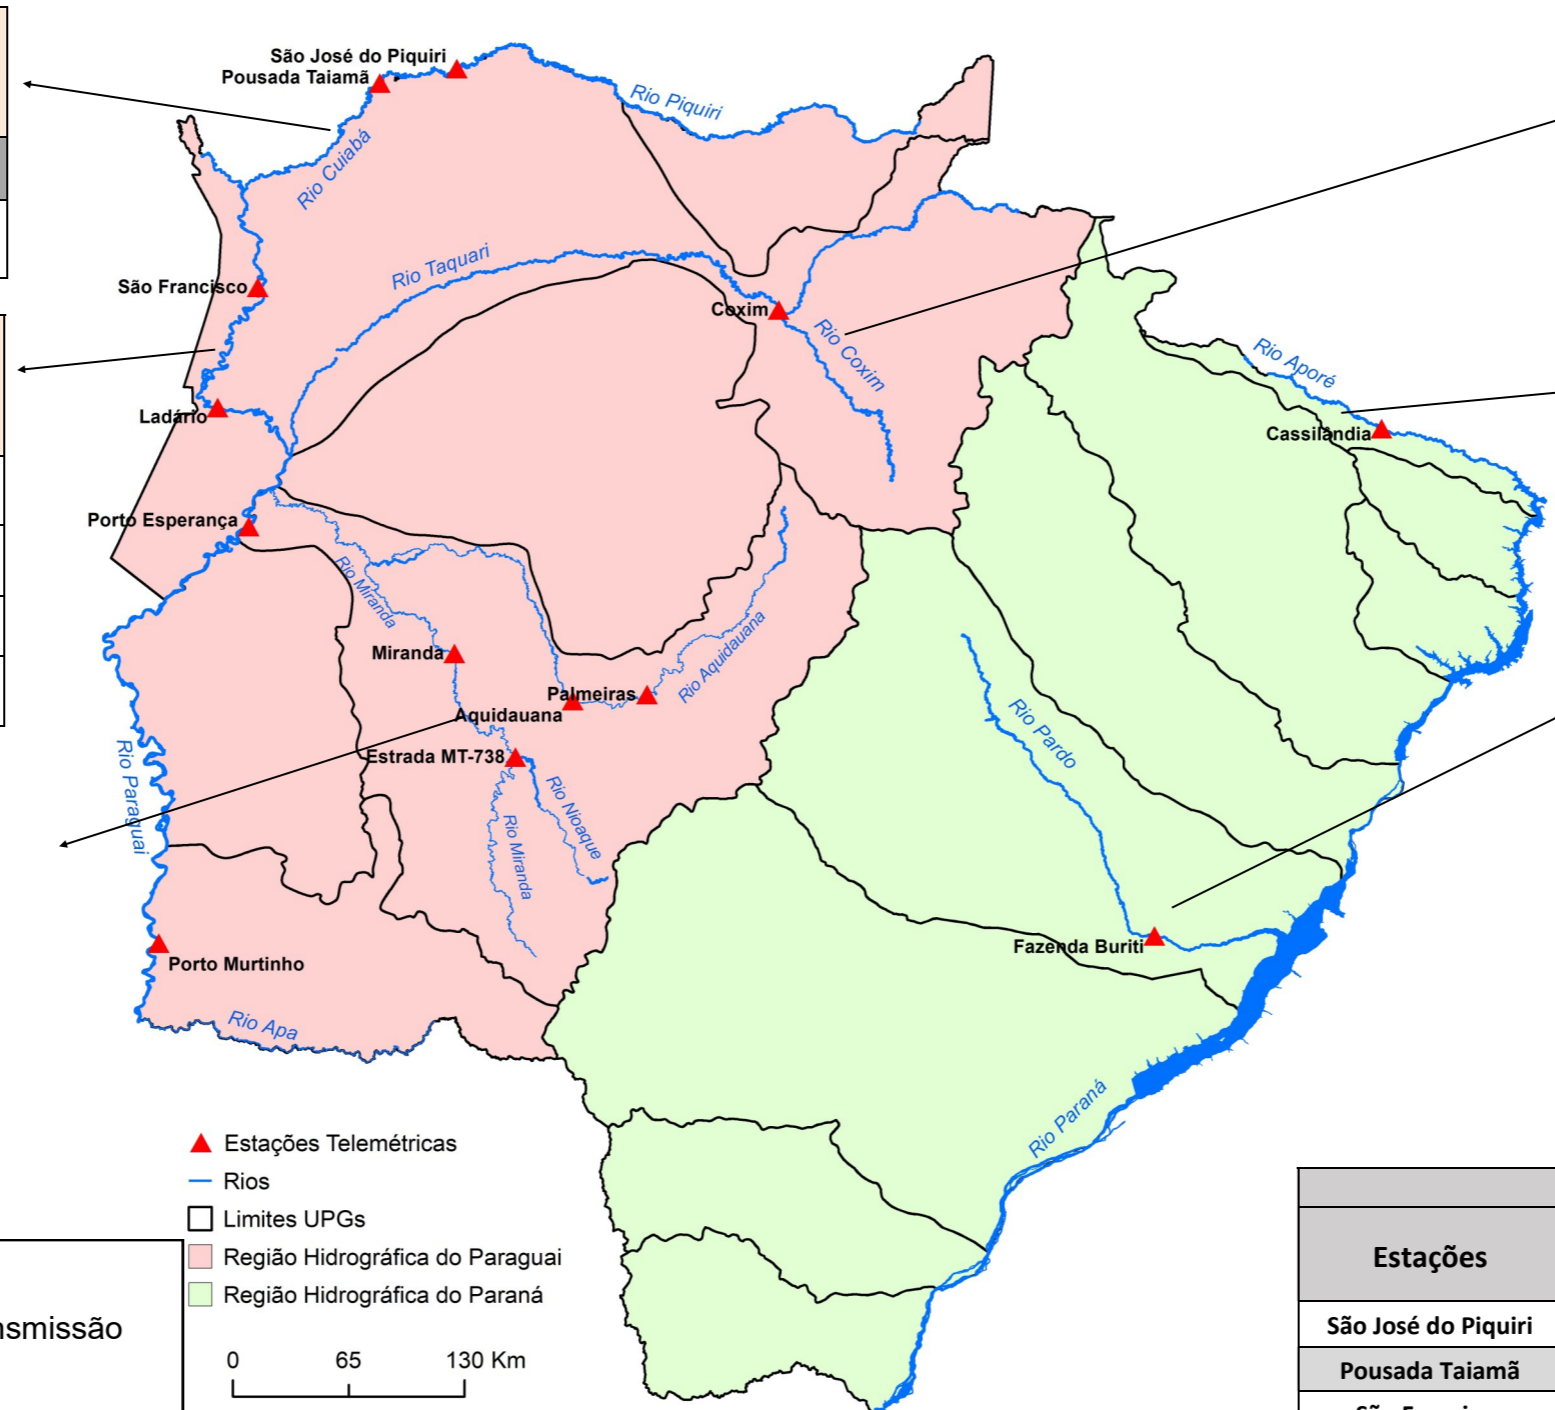 São José do Piquiri
Pousada Taiamã
Rio Piquiri
Rio Cuiabá
Rio Taquari
São Francisco
Coxim
Rio Coxim
Rio Aporé
Ladário
Cassilândia
Porto Esperança
Rio Miranda
Rio Aquidauana
Miranda
Palmeiras
Aquidauana
Rio Pardo
Estrada MT-738
Rio Paraguai
Rio Nioaque
Rio Miranda
Fazenda Buriti
Porto Murtinho
Rio Apa
Rio Paraná
Estações Telemétricas
Rios
Limites UPGs
Região Hidrográfica do Paraguai
Região Hidrográfica do Paraná
0 65 130 Km
nsmissão
Estações
São José do Piquiri
Pousada Taiamã